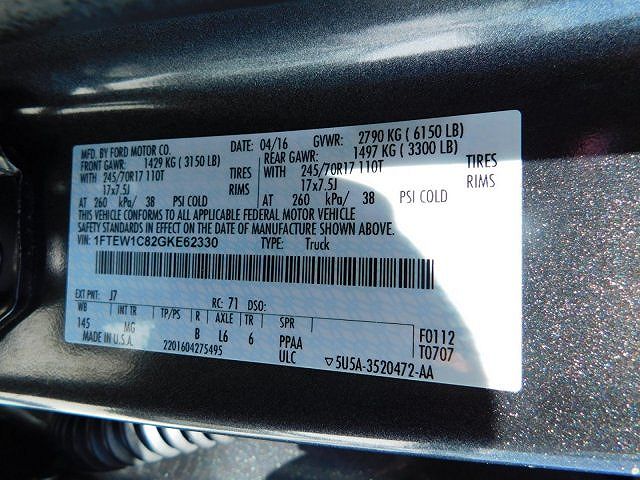 MFD. BY FORD MOTOR CO. DATE: 04/16 GVWR: 2790 KG ( 6150 LB)
FRONT GAWR: 1429 KG ( 3150 LB) REAR GAWR: 1497 KG ( 3300 LB)
WITH 245/70R17 110T TIRES WITH 245/70R17 110T TIRES
17x7.5J RIMS 17x7.5J RIMS
AT 260 kPa/ 38 PSI COLD AT 260 kPa/ 38 PSI COLD
THIS VEHICLE CONFORMS TO ALL APPLICABLE FEDERAL MOTOR VEHICLE
SAFETY STANDARDS IN EFFECT ON THE DATE OF MANUFACTURE SHOWN ABOVE.
VIN: 1FTEW1C82GKE62330 TYPE: Truck
EXT PNT: J7 RC: 71 DSO:
WB INT TR TP/PS R AXLE TR SPR
145 MG B L6 6 PPAA F0112
MADE IN U.S.A. 2201604275495 ULC ▽5U5A-3520472-AA T0707